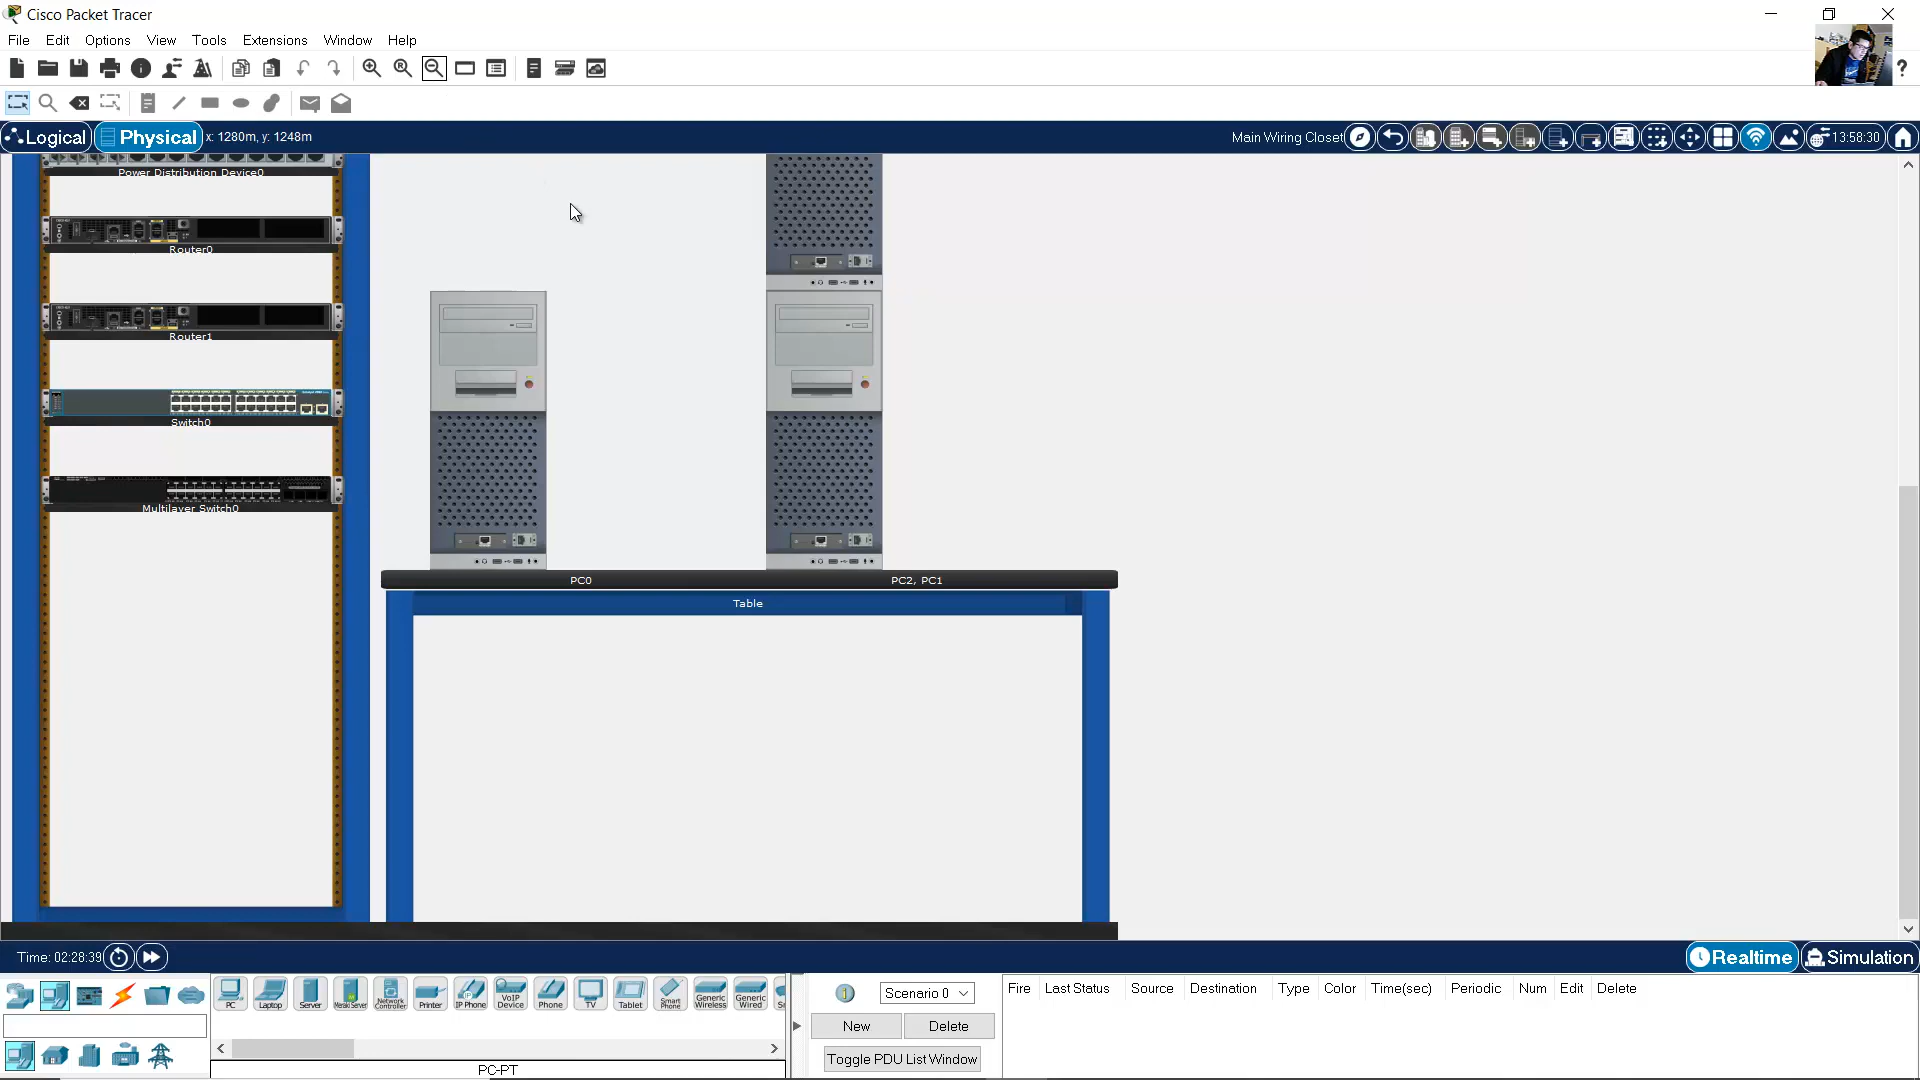 Cisco Packet Tracer
File Edit Options View Tools Extensions Window Help
?
Logical Physical x: 1280m, y: 1248m Main Wiring Closet 13:58:30
Power Distribution Device0
Router0
Router1
Switch0
Multilayer Switch0
PC0 PC2, PC1
Table
Time: 02:28:39 Realtime Simulation
PC Laptop Server Meraki Server Network Controller Printer IP Phone VoIP Device Phone TV Tablet Smart Phone Generic Wireless Generic Wired
Scenario 0
Fire Last Status Source Destination Type Color Time(sec) Periodic Num Edit Delete
New Delete
Toggle PDU List Window
PC-PT